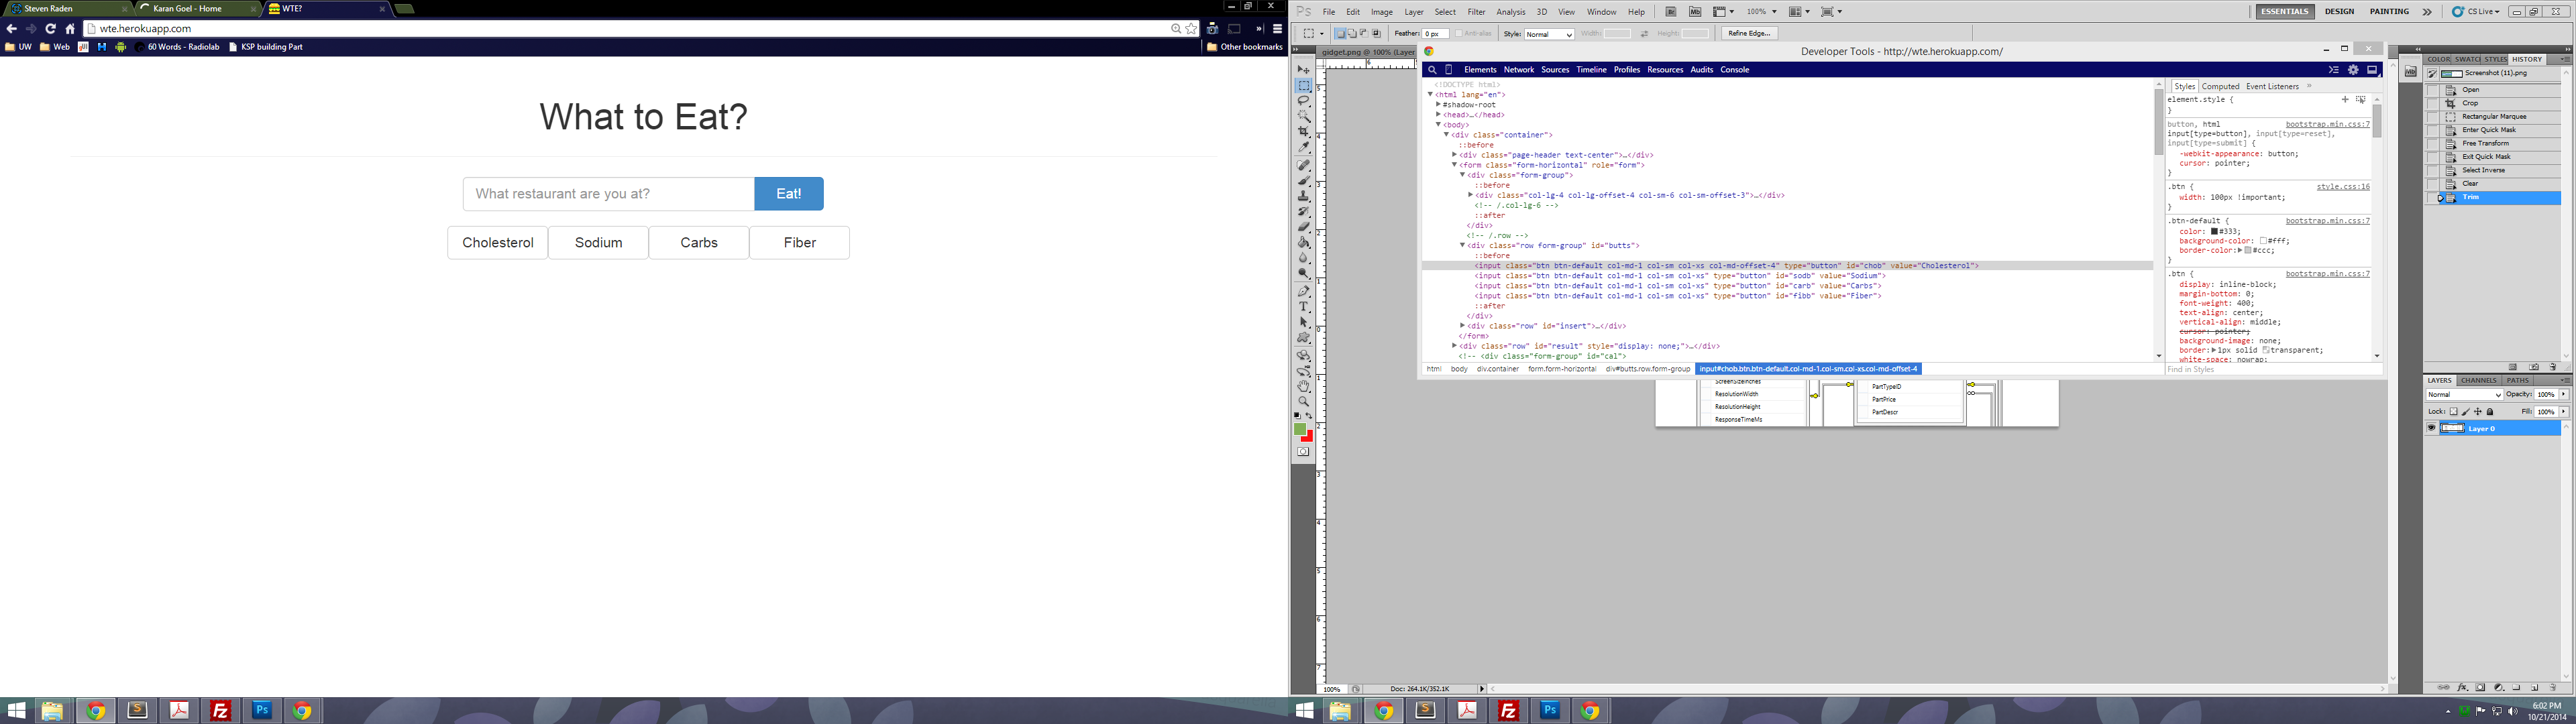 Steven Raden
Karan Goel - Home
WTE?
wte.herokuapp.com
UW
Web
60 Words - Radiolab
KSP building Part
Other bookmarks
What to Eat?
What restaurant are you at?
Eat!
Cholesterol
Sodium
Carbs
Fiber
Ps File Edit Image Layer Select Filter Analysis 3D View Window Help Br Mb 100%
ESSENTIALS DESIGN PAINTING CS Live
Feather: 0 px Anti-alias Style: Normal Width: Height: Refine Edge...
gidget.png @ 100% (Layer
Developer Tools - http://wte.herokuapp.com/
Elements Network Sources Timeline Profiles Resources Audits Console
<!DOCTYPE html>
<html lang="en">
#shadow-root
<head>…</head>
<body>
<div class="container">
::before
<div class="page-header text-center">…</div>
<form class="form-horizontal" role="form">
<div class="form-group">
::before
<div class="col-lg-4 col-lg-offset-4 col-sm-6 col-sm-offset-3">…</div>
<!-- /.col-lg-6 -->
::after
</div>
<!-- /.row -->
<div class="row form-group" id="butts">
::before
<input class="btn btn-default col-md-1 col-sm col-xs col-md-offset-4" type="button" id="chob" value="Cholesterol">
<input class="btn btn-default col-md-1 col-sm col-xs" type="button" id="sodb" value="Sodium">
<input class="btn btn-default col-md-1 col-sm col-xs" type="button" id="carb" value="Carbs">
<input class="btn btn-default col-md-1 col-sm col-xs" type="button" id="fibb" value="Fiber">
::after
</div>
<div class="row" id="insert">…</div>
</form>
<div class="row" id="result" style="display: none;">…</div>
<!-- <div class="form-group" id="cal">
html body div.container form.form-horizontal div#butts.row.form-group input#chob.btn.btn-default.col-md-1.col-sm.col-xs.col-md-offset-4
Styles Computed Event Listeners »
element.style {
}
button, html bootstrap.min.css:7
input[type=button], input[type=reset],
input[type=submit] {
-webkit-appearance: button;
cursor: pointer;
}
.btn { style.css:16
width: 100px !important;
}
.btn-default { bootstrap.min.css:7
color: #333;
background-color: #fff;
border-color: #ccc;
}
.btn { bootstrap.min.css:7
display: inline-block;
margin-bottom: 0;
font-weight: 400;
text-align: center;
vertical-align: middle;
cursor: pointer;
background-image: none;
border: 1px solid transparent;
white-space: nowrap;
Find in Styles
ScreenSizeInches
ResolutionWidth
ResolutionHeight
ResponseTimeMs
PartTypeID
PartPrice
PartDescr
COLOR SWATC STYLES HISTORY
Screenshot (11).png
Open
Crop
Rectangular Marquee
Enter Quick Mask
Free Transform
Exit Quick Mask
Select Inverse
Clear
Trim
LAYERS CHANNELS PATHS
Normal Opacity: 100%
Lock: Fill: 100%
Layer 0
100% Doc: 264.1K/352.1K
6:02 PM
10/21/2014